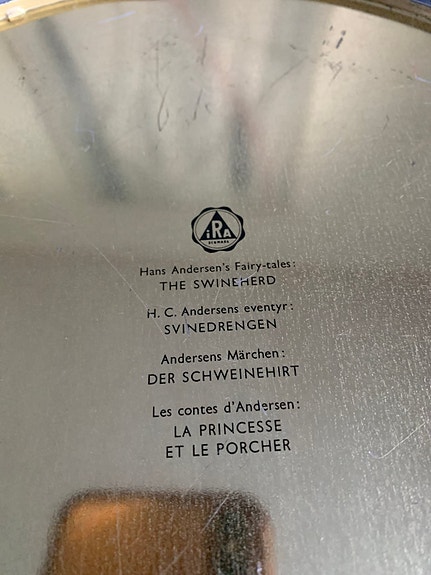 iRA
DENMARK
Hans Andersen's Fairy-tales:
THE SWINEHERD
H. C. Andersens eventyr:
SVINEDRENGEN
Andersens Märchen:
DER SCHWEINEHIRT
Les contes d'Andersen:
LA PRINCESSE
ET LE PORCHER